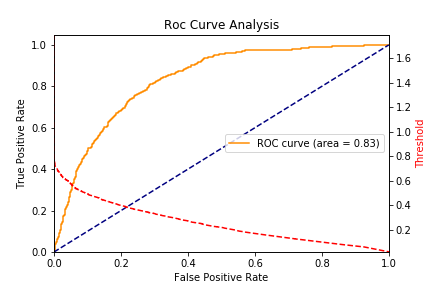 Roc Curve Analysis
1.0
0.8
0.6
0.4
0.2
0.0
True Positive Rate
1.6
1.4
1.2
1.0
0.8
0.6
0.4
0.2
Threshold
ROC curve (area = 0.83)
0.0 0.2 0.4 0.6 0.8 1.0
False Positive Rate